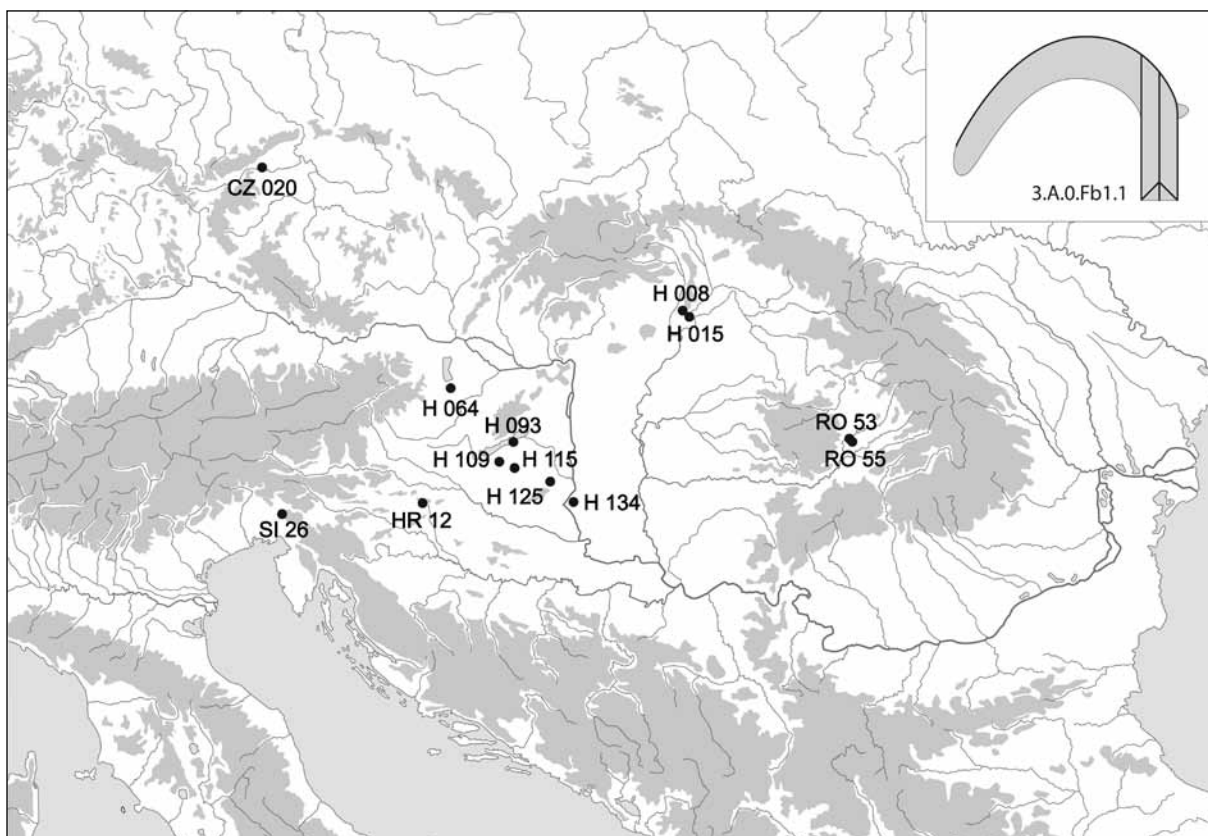 3.A.0.Fb1.1
CZ 020
H 008
H 015
H 064
H 093
H 109
H 115
H 125
H 134
HR 12
SI 26
RO 53
RO 55